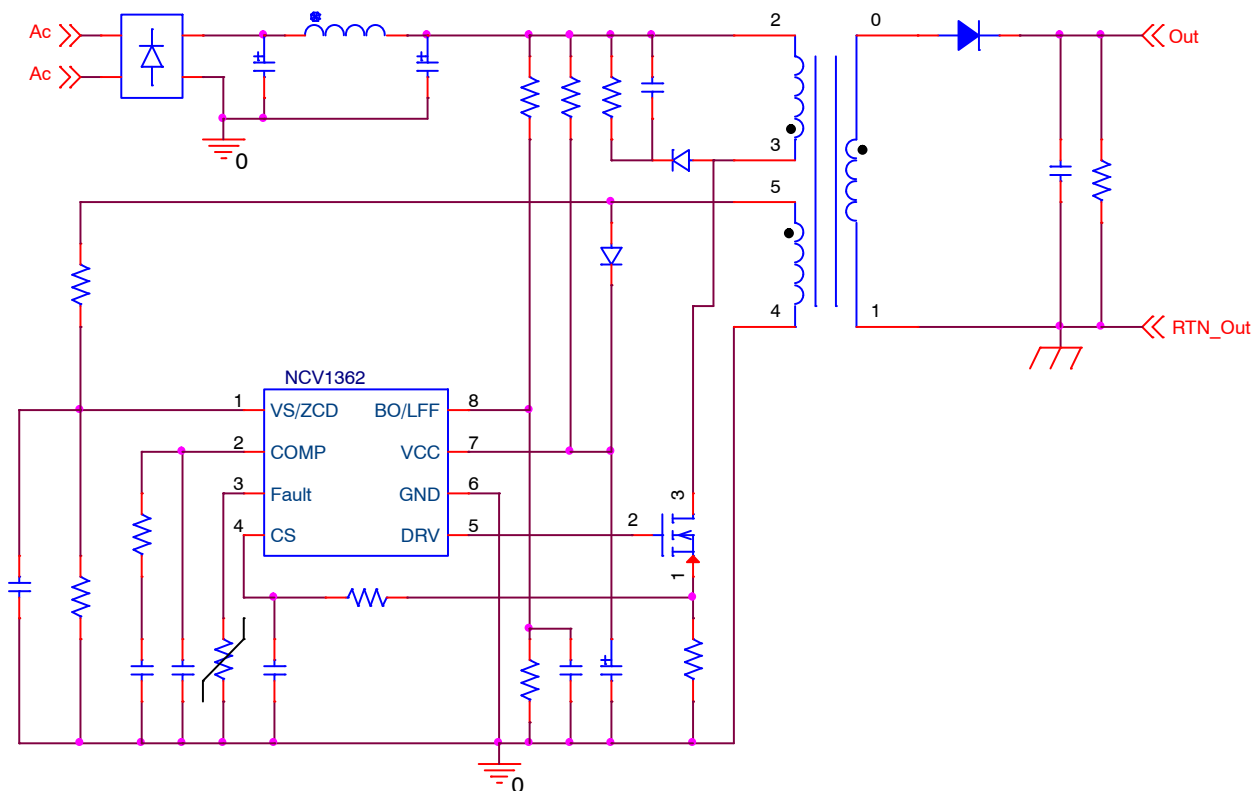 Ac
Ac
0
2
3
5
4
0
1
Out
RTN_Out
NCV1362
1 VS/ZCD BO/LFF 8
2 COMP VCC 7
3 Fault GND 6
4 CS DRV 5
2
3
1
0